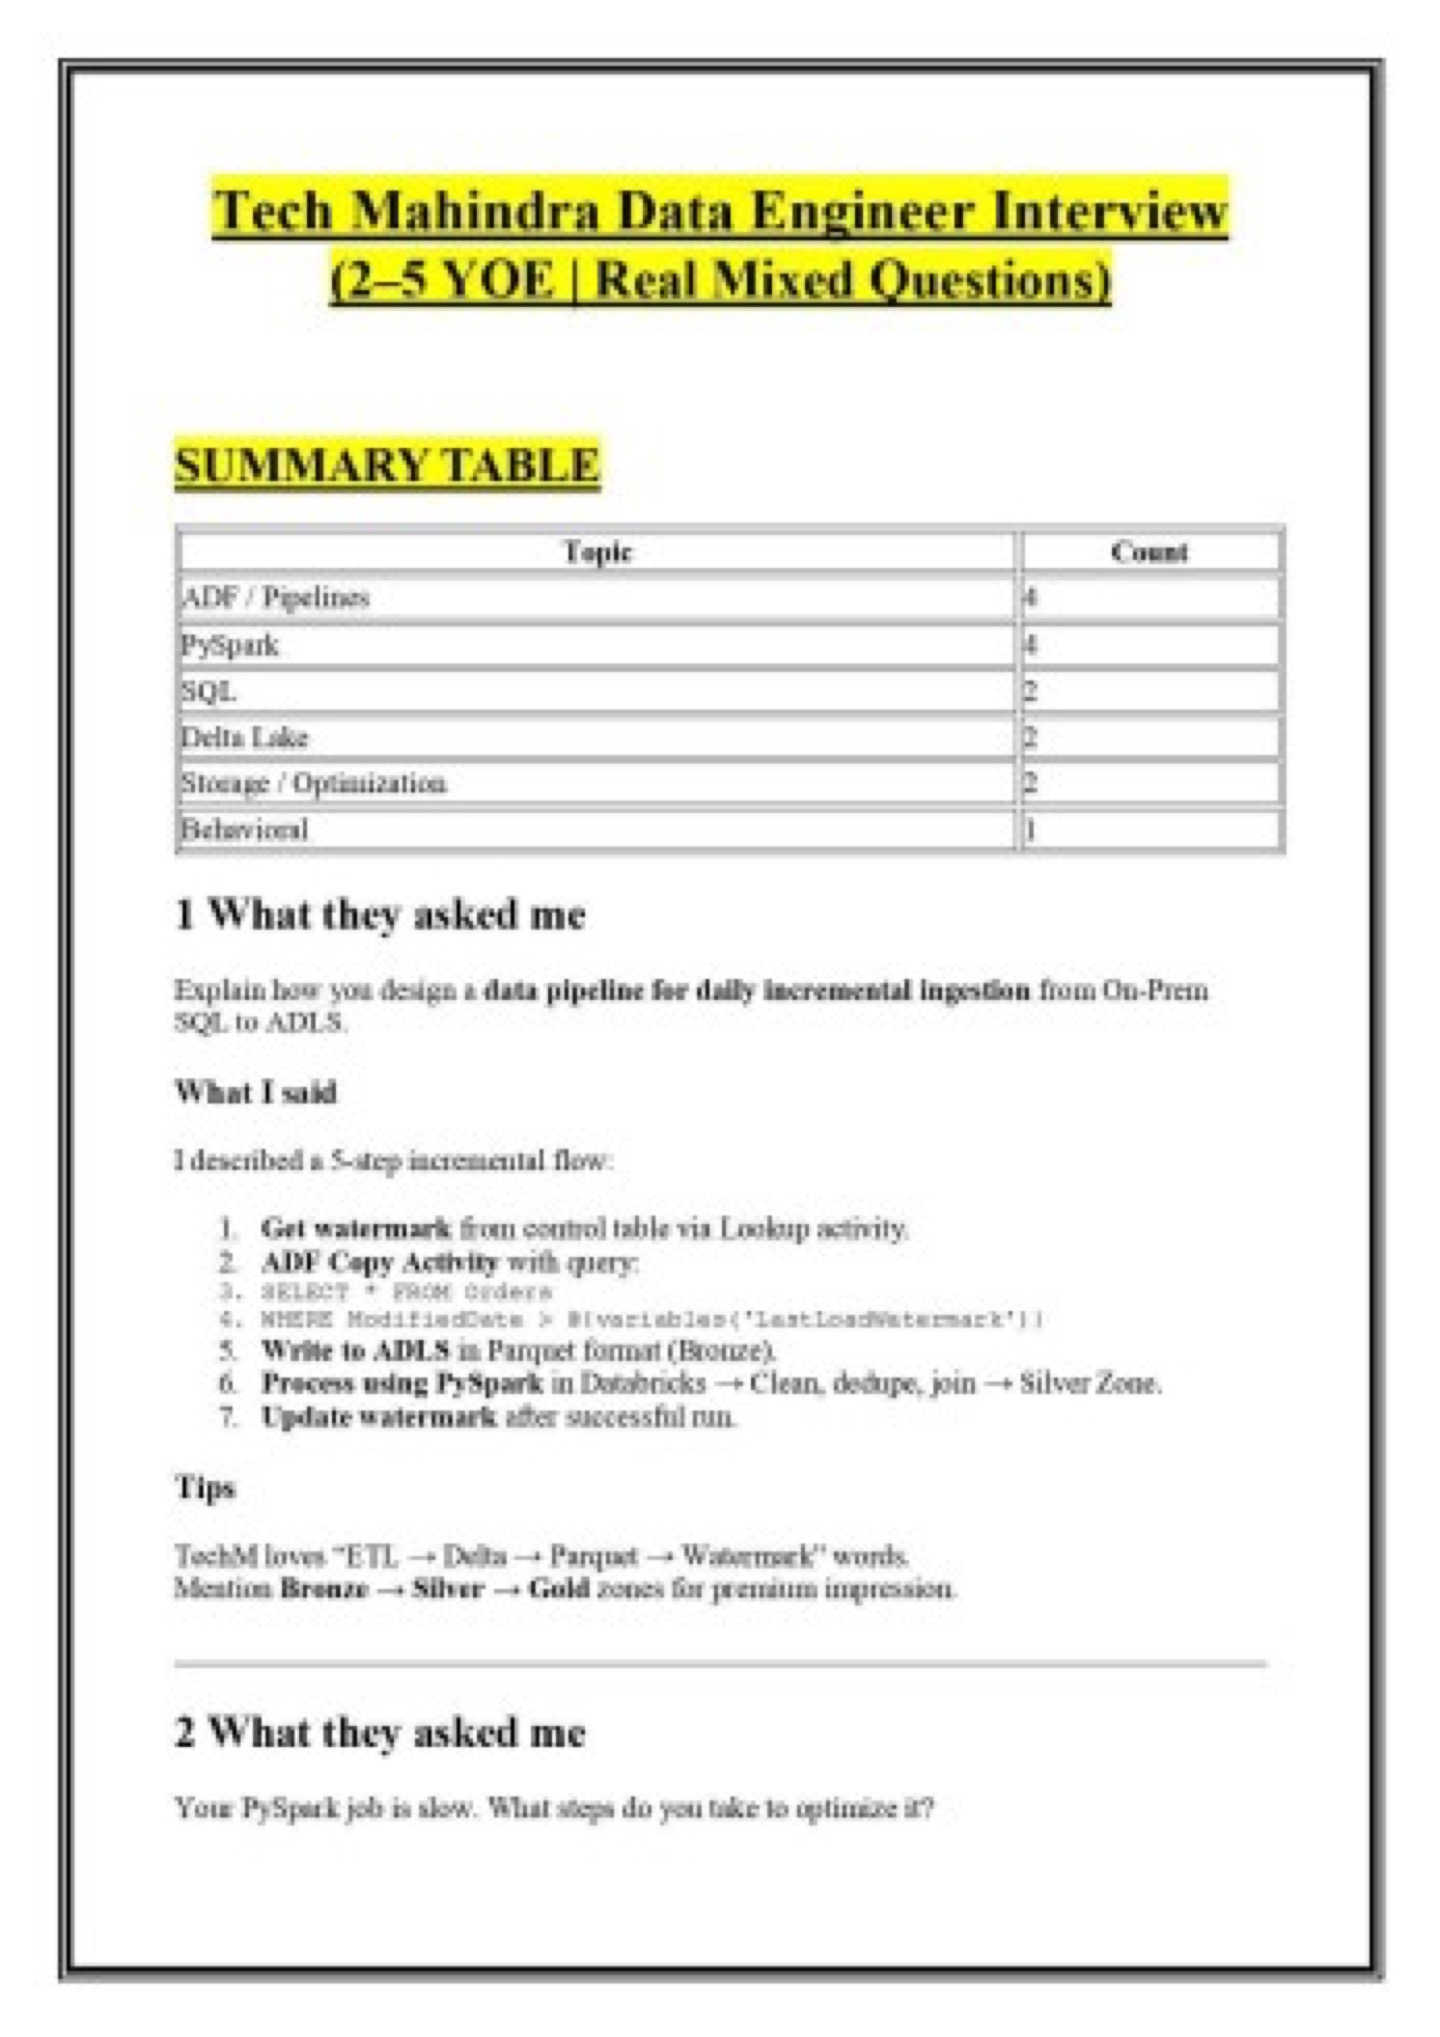 Tech Mahindra Data Engineer Interview
(2–5 YOE | Real Mixed Questions)
SUMMARY TABLE
Topic Count
ADF / Pipelines 4
PySpark 4
SQL 2
Delta Lake 2
Storage / Optimization 2
Behavioral 1
1 What they asked me
Explain how you design a data pipeline for daily incremental ingestion from On-Prem
SQL to ADLS.
What I said
I described a 5-step incremental flow:
1. Get watermark from control table via Lookup activity.
2. ADF Copy Activity with query:
3. SELECT * FROM Orders
4. WHERE ModifiedDate > @{variables('LastLoadWatermark')}
5. Write to ADLS in Parquet format (Bronze).
6. Process using PySpark in Databricks → Clean, dedupe, join → Silver Zone.
7. Update watermark after successful run.
Tips
TechM loves “ETL → Delta → Parquet → Watermark” words.
Mention Bronze → Silver → Gold zones for premium impression.
2 What they asked me
Your PySpark job is slow. What steps do you take to optimize it?